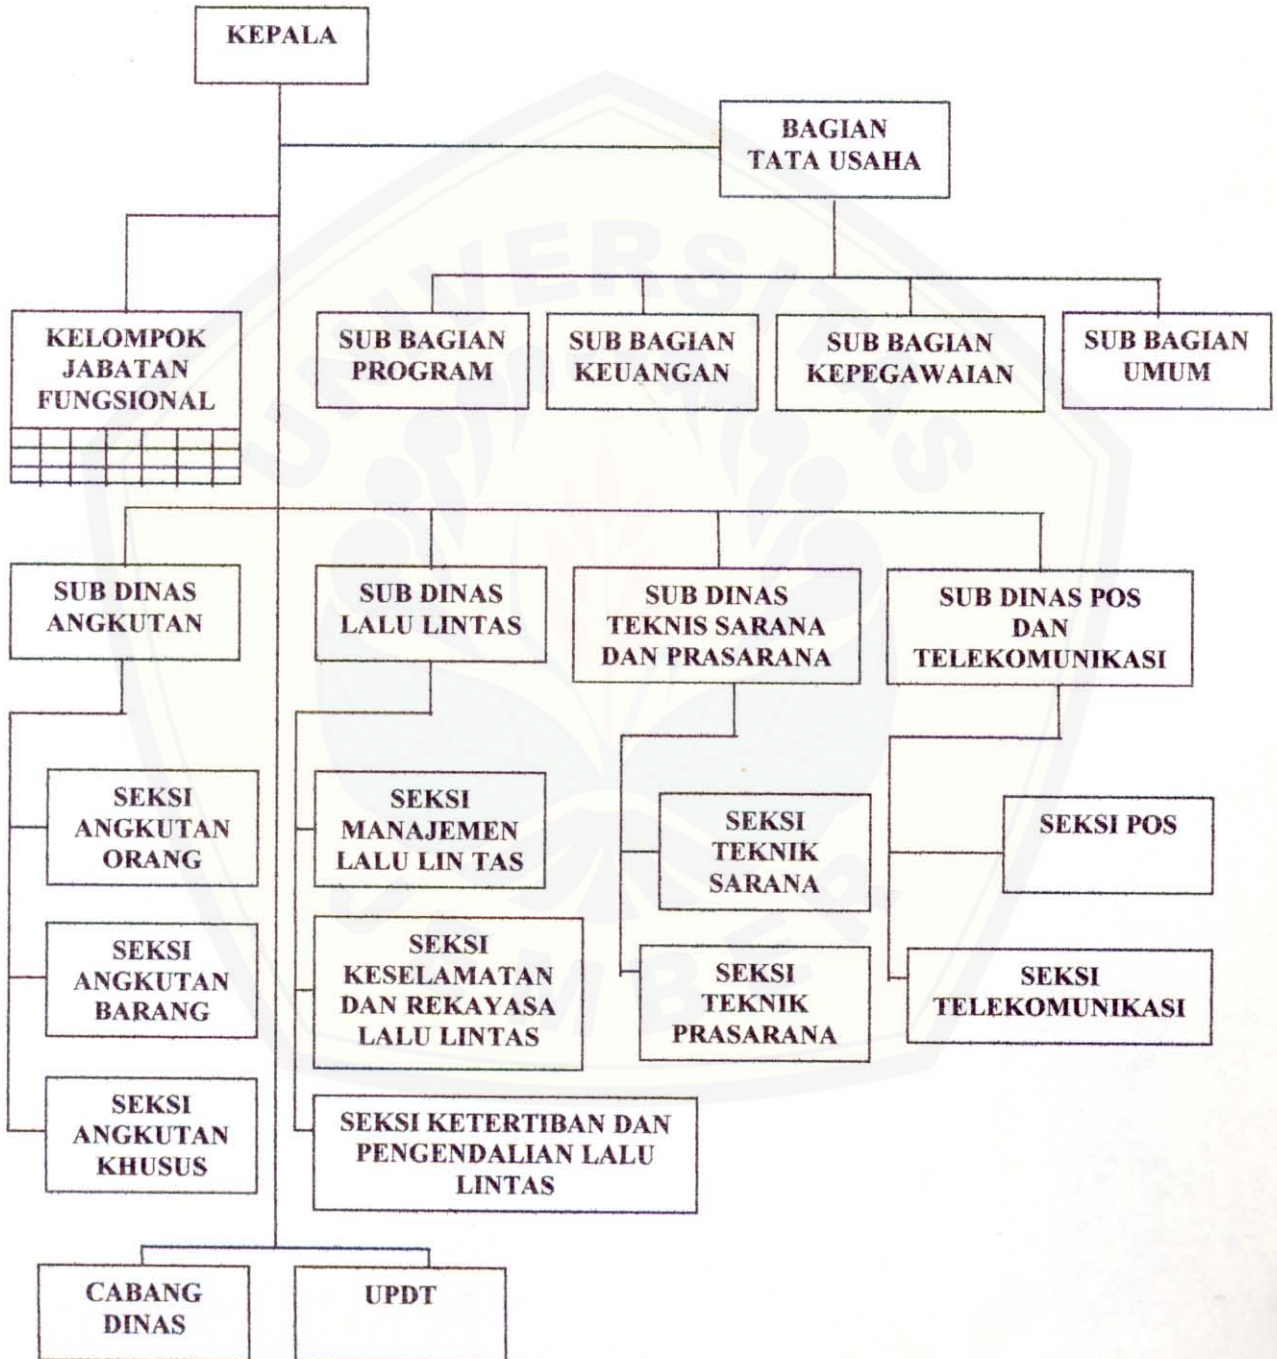 KEPALA
BAGIAN
TATA USAHA
KELOMPOK
JABATAN
FUNGSIONAL
SUB BAGIAN
PROGRAM
SUB BAGIAN
KEUANGAN
SUB BAGIAN
KEPEGAWAIAN
SUB BAGIAN
UMUM
SUB DINAS
ANGKUTAN
SUB DINAS
LALU LINTAS
SUB DINAS
TEKNIS SARANA
DAN PRASARANA
SUB DINAS POS
DAN
TELEKOMUNIKASI
SEKSI
ANGKUTAN
ORANG
SEKSI
MANAJEMEN
LALU LIN TAS
SEKSI
TEKNIK
SARANA
SEKSI POS
SEKSI
ANGKUTAN
BARANG
SEKSI
KESELAMATAN
DAN REKAYASA
LALU LINTAS
SEKSI
TEKNIK
PRASARANA
SEKSI
TELEKOMUNIKASI
SEKSI
ANGKUTAN
KHUSUS
SEKSI KETERTIBAN DAN
PENGENDALIAN LALU
LINTAS
CABANG
DINAS
UPDT
UNIVERSITAS
JEMBER